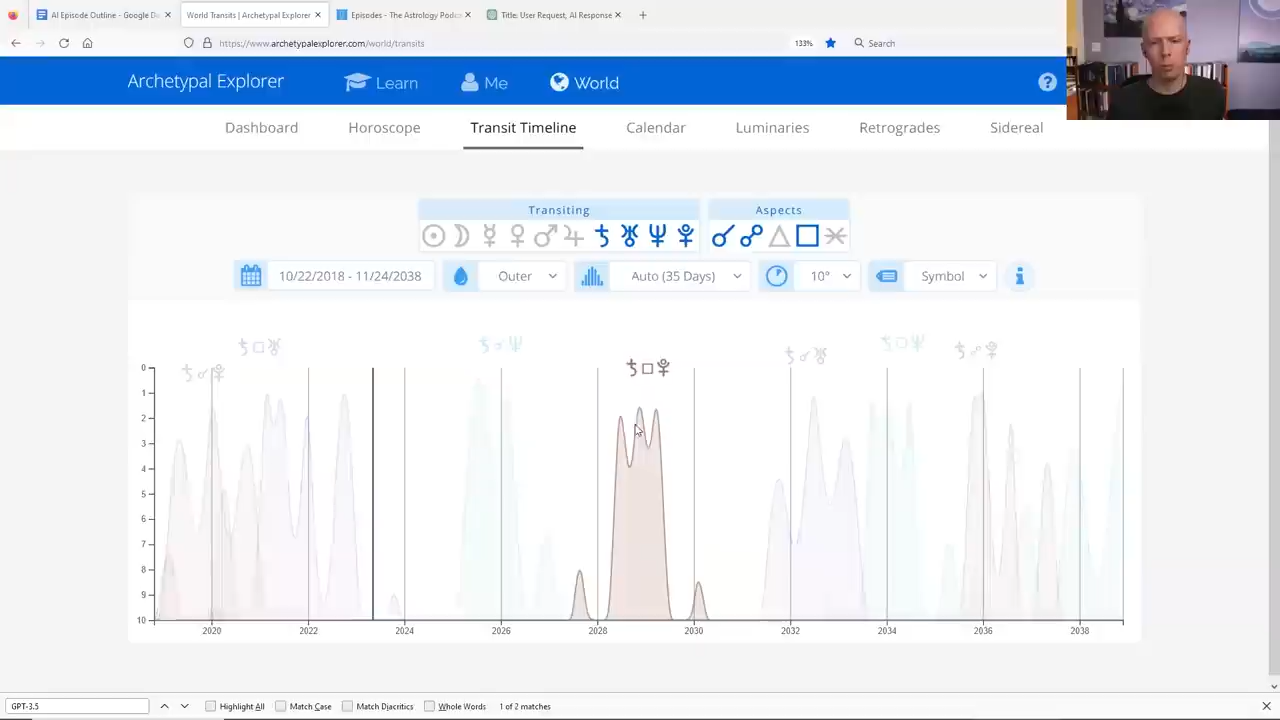 AI Episode Outline - Google Da
World Transits | Archetypal Explorer
Episodes - The Astrology Podc
Title: User Request, AI Response
https://www.archetypalexplorer.com/world/transits
133%
Search
Archetypal Explorer
Learn
Me
World
?
Dashboard
Horoscope
Transit Timeline
Calendar
Luminaries
Retrogrades
Sidereal
Transiting
Aspects
☉ ☽ ☿ ♀ ♂ ♃ ♄ ♅ ♆ ♇
☌ ☍ △ □ ⚹
10/22/2018 - 11/24/2038
Outer
Auto (35 Days)
10°
Symbol
i
♄□♅
♄☌♆
♄□♇
♄☌♅
♄□♆
♄☍♇
♄☌♇
0
1
2
3
4
5
6
7
8
9
10
2020 2022 2024 2026 2028 2030 2032 2034 2036 2038
GPT-3.5
Highlight All
Match Case
Match Diacritics
Whole Words
1 of 2 matches